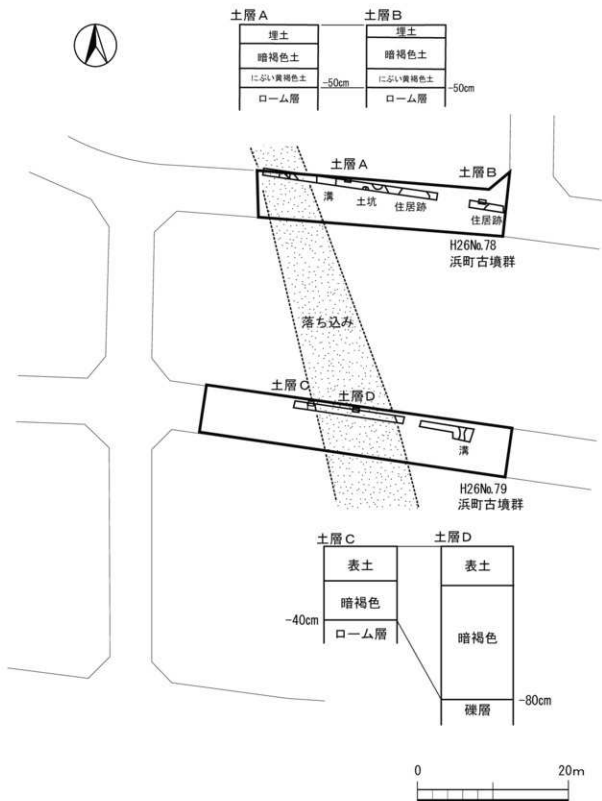 土層A
埋土
暗褐色土
にぶい黄褐色土
ローム層
-50cm
土層B
埋土
暗褐色土
にぶい黄褐色土
ローム層
-50cm
土層A
土層B
溝
土坑
住居跡
住居跡
H26No.78
浜町古墳群
落ち込み
土層C
土層D
溝
H26No.79
浜町古墳群
土層C
表土
暗褐色
-40cm
ローム層
土層D
表土
暗褐色
-80cm
礫層
0
20m